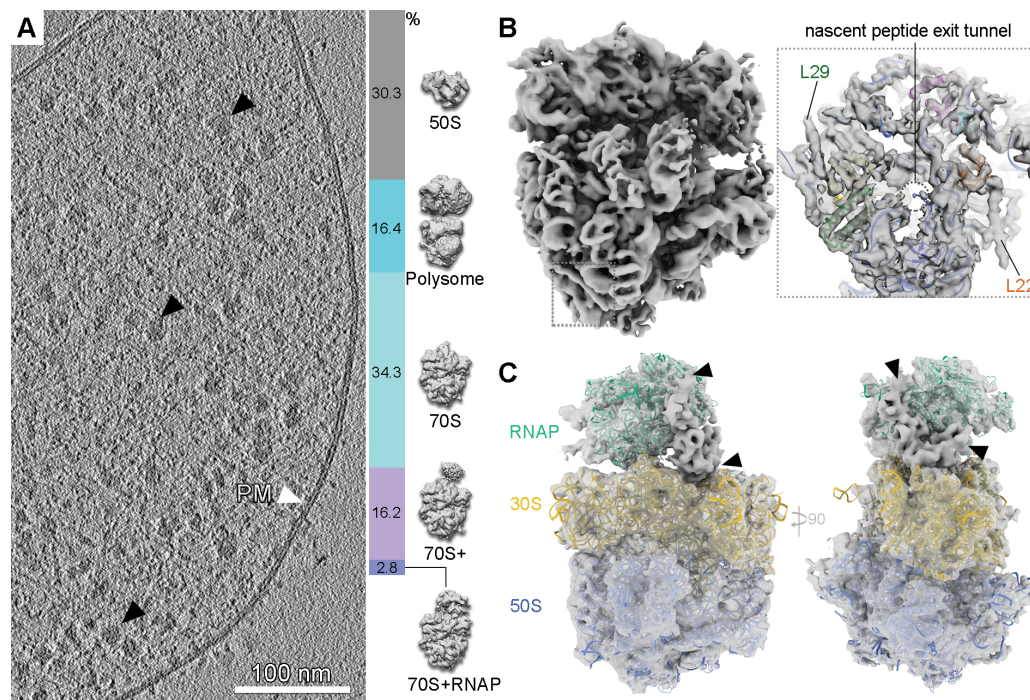 A
%
30.3
50S
16.4
Polysome
34.3
70S
PM
16.2
70S+
2.8
100 nm
70S+RNAP
B
nascent peptide exit tunnel
L29
L22
C
RNAP
30S
90
50S